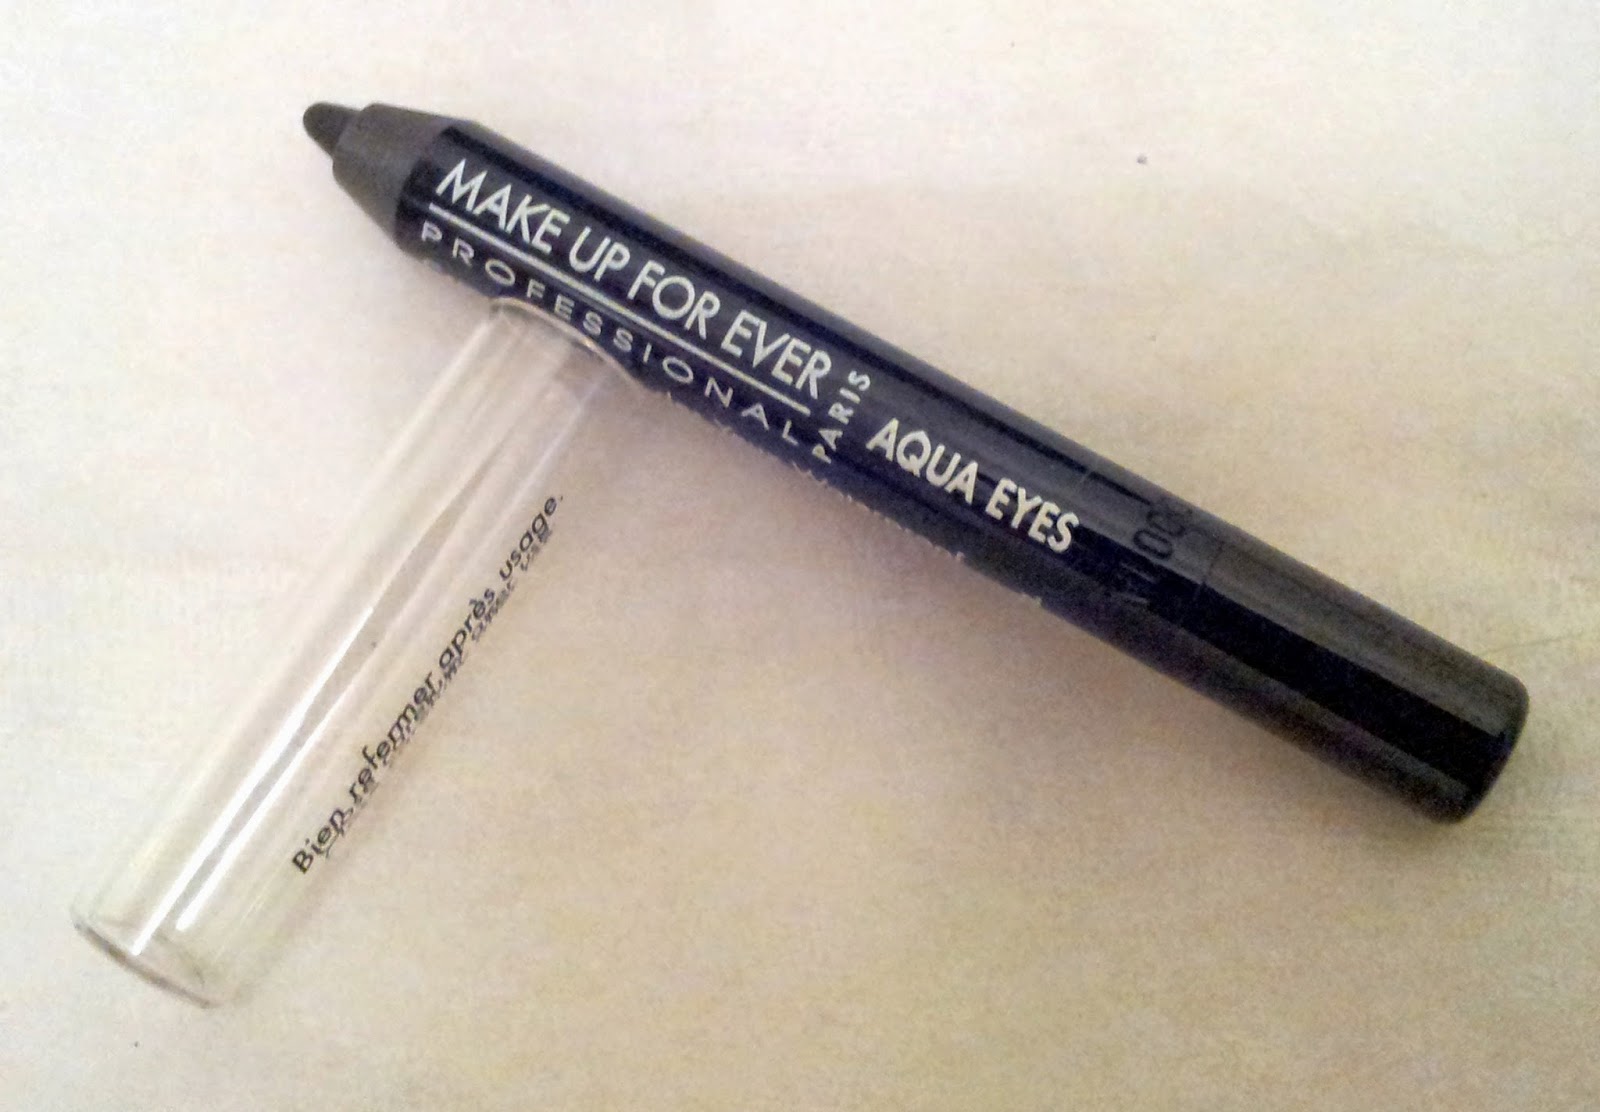 MAKE UP FOR EVER
PROFESSIONAL
PARIS
AQUA EYES
Bien refermer après usage.